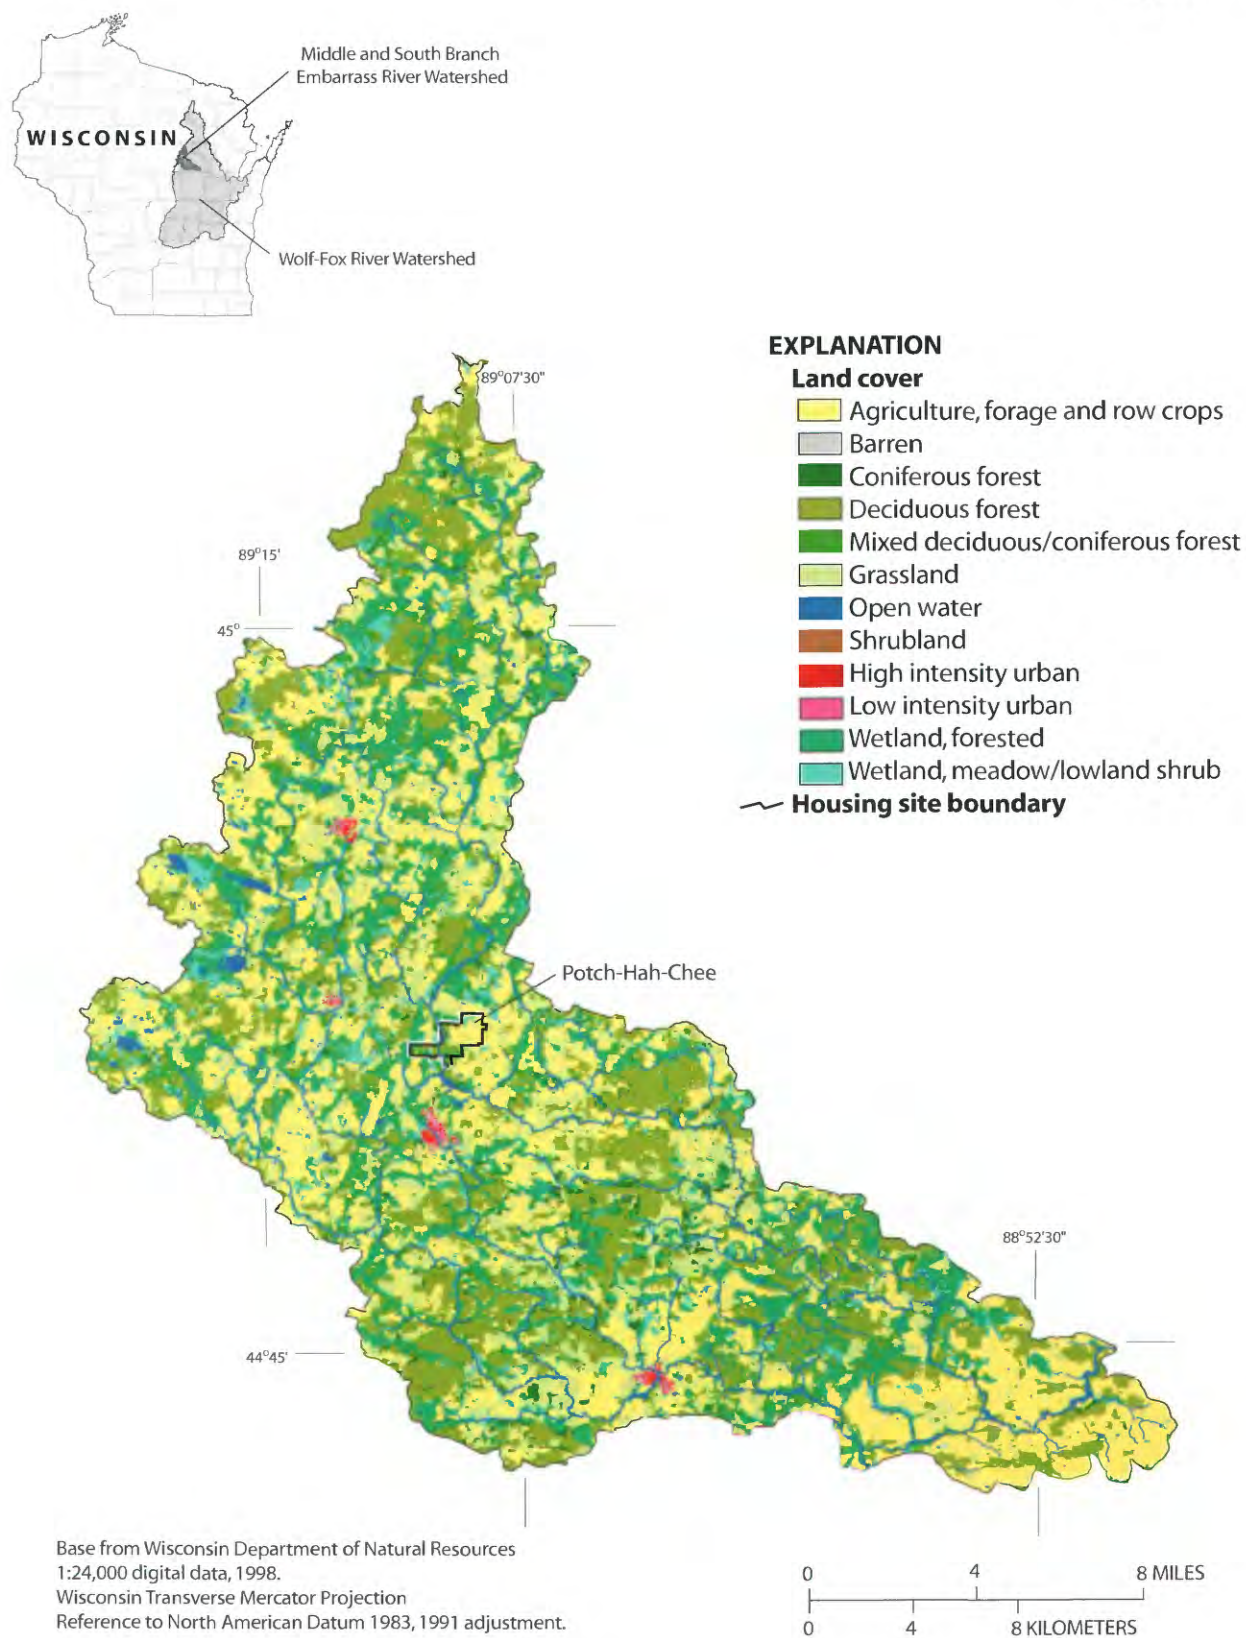 Middle and South Branch
Embarrass River Watershed
WISCONSIN
Wolf-Fox River Watershed
EXPLANATION
Land cover
Agriculture, forage and row crops
Barren
Coniferous forest
Deciduous forest
Mixed deciduous/coniferous forest
Grassland
Open water
Shrubland
High intensity urban
Low intensity urban
Wetland, forested
Wetland, meadow/lowland shrub
Housing site boundary
89°07'30"
89°15'
45°
Potch-Hah-Chee
88°52'30"
44°45'
Base from Wisconsin Department of Natural Resources
1:24,000 digital data, 1998.
Wisconsin Transverse Mercator Projection
Reference to North American Datum 1983, 1991 adjustment.
0 4 8 MILES
0 4 8 KILOMETERS